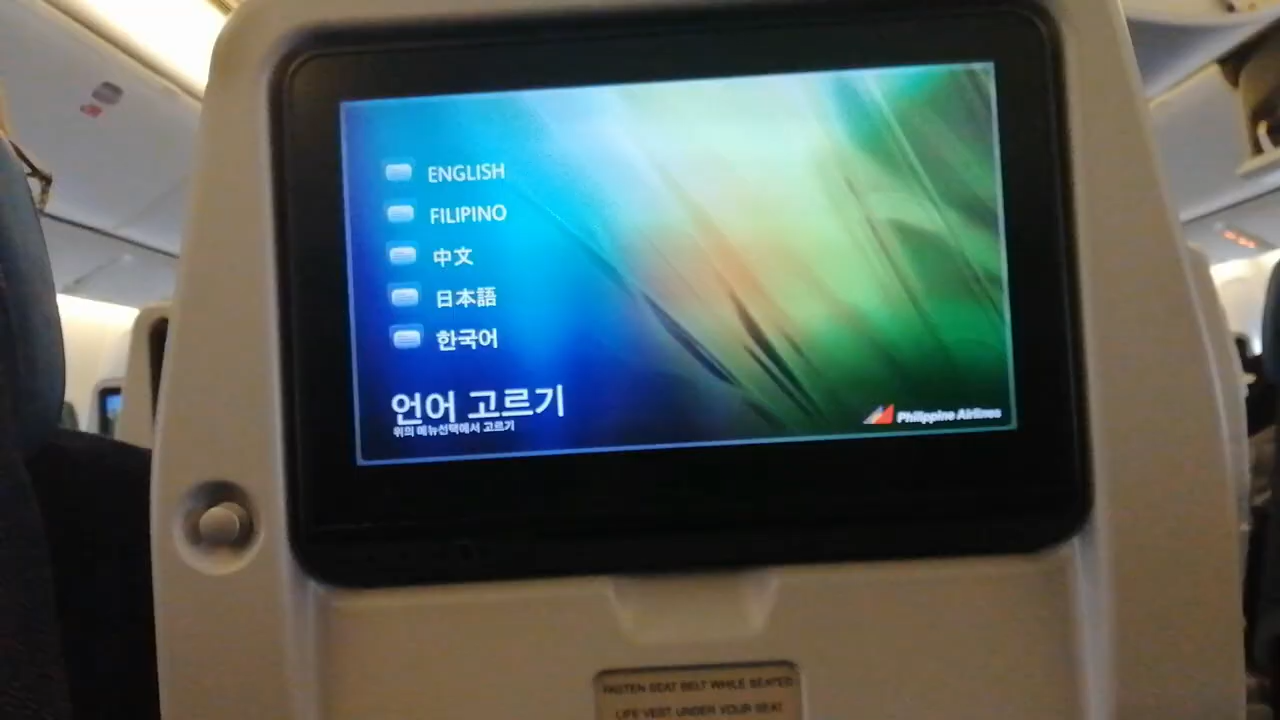 ENGLISH
FILIPINO
中文
日本語
한국어
언어 고르기
위의 메뉴선택에서 고르기
Philippine Airlines
FASTEN SEAT BELT WHILE SEATED
LIFE VEST UNDER YOUR SEAT